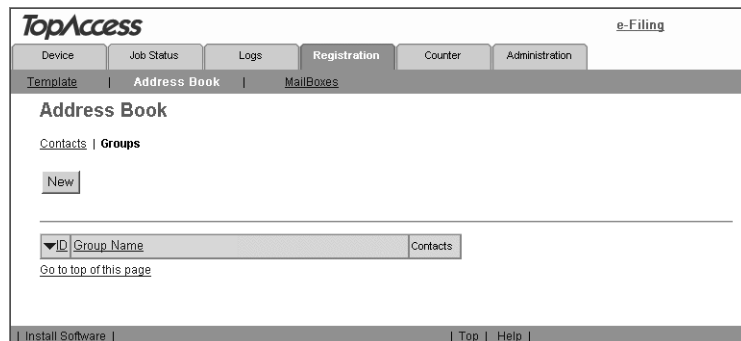 TopAccess e-Filing
Device Job Status Logs Registration Counter Administration
Template | Address Book | MailBoxes
Address Book
Contacts | Groups
New
ID Group Name Contacts
Go to top of this page
| Install Software | | Top | Help |